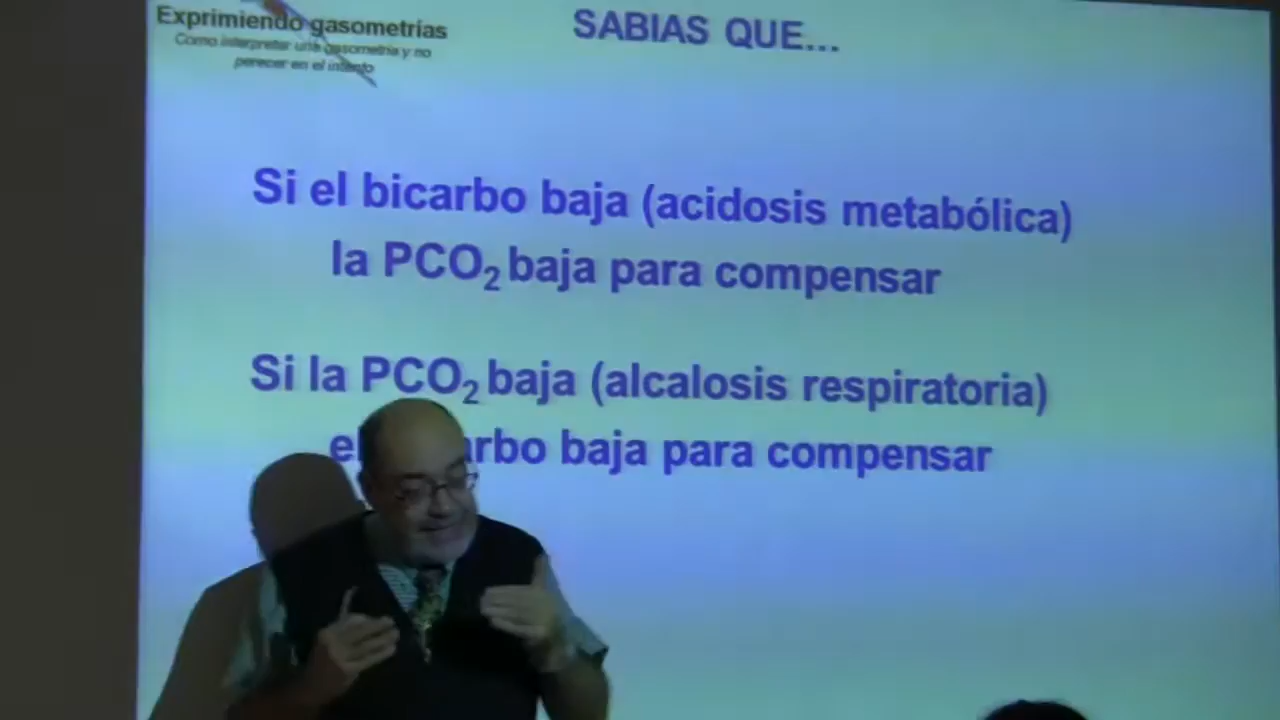 Exprimiendo gasometrías
Como interpretar una gasometría y no
perecer en el intento
SABIAS QUE...
Si el bicarbo baja (acidosis metabólica)
la PCO₂ baja para compensar
Si la PCO₂ baja (alcalosis respiratoria)
baja para compensar